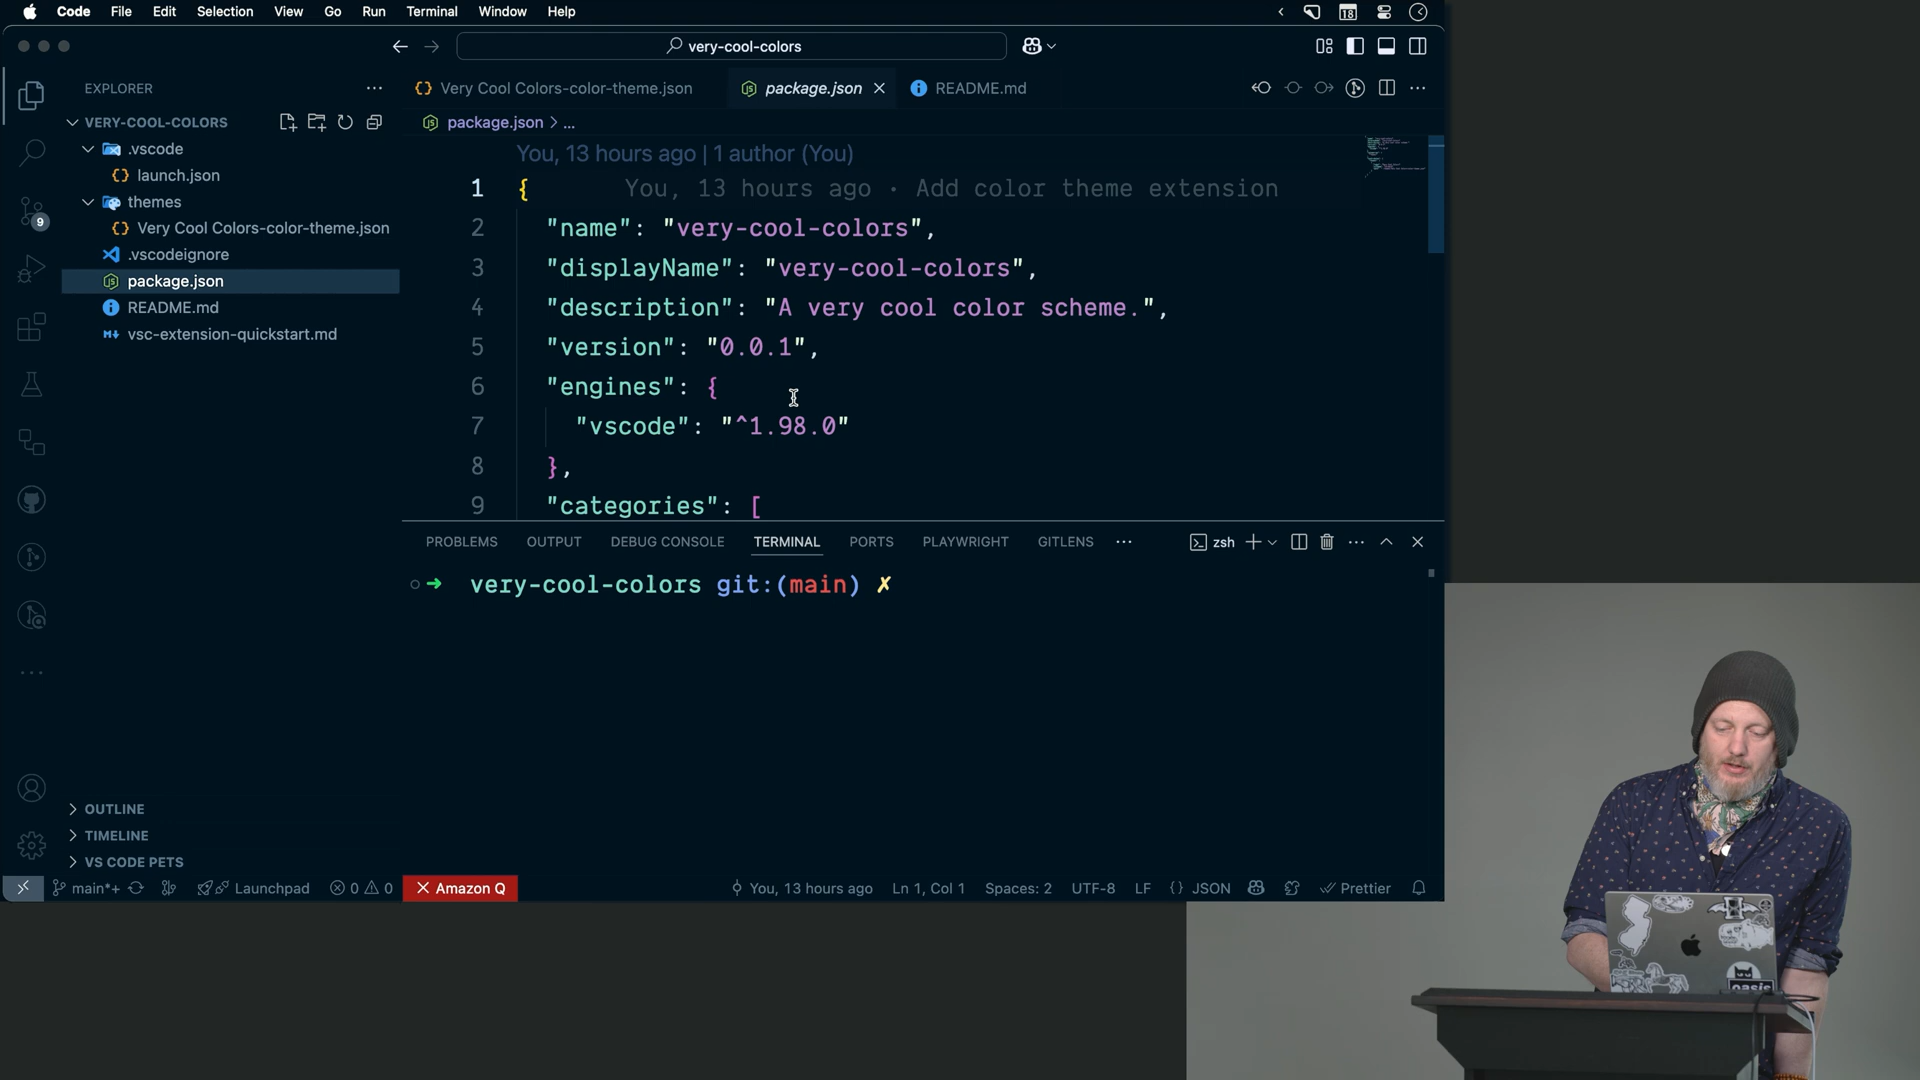 Code File Edit Selection View Go Run Terminal Window Help
18
very-cool-colors
EXPLORER
VERY-COOL-COLORS
.vscode
launch.json
themes
Very Cool Colors-color-theme.json
.vscodeignore
package.json
README.md
vsc-extension-quickstart.md
9
OUTLINE
TIMELINE
VS CODE PETS
Very Cool Colors-color-theme.json package.json README.md
package.json > ...
You, 13 hours ago | 1 author (You)
1 { You, 13 hours ago • Add color theme extension
2 "name": "very-cool-colors",
3 "displayName": "very-cool-colors",
4 "description": "A very cool color scheme.",
5 "version": "0.0.1",
6 "engines": {
7 "vscode": "^1.98.0"
8 },
9 "categories": [
PROBLEMS OUTPUT DEBUG CONSOLE TERMINAL PORTS PLAYWRIGHT GITLENS ... zsh
→ very-cool-colors git:(main) ✗
main*+ Launchpad 0 0 Amazon Q You, 13 hours ago Ln 1, Col 1 Spaces: 2 UTF-8 LF {} JSON Prettier
oasis